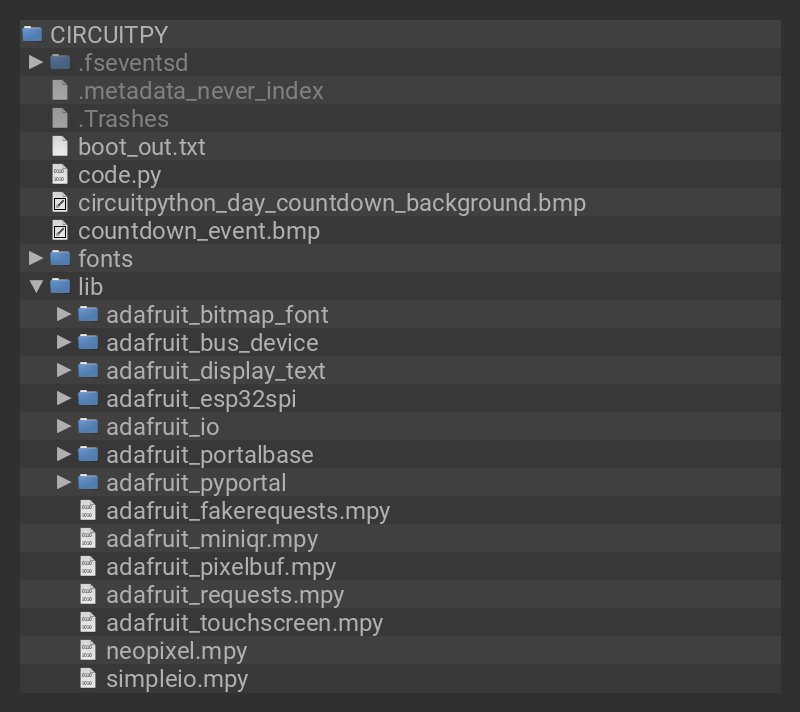 CIRCUITPY
.fseventsd
.metadata_never_index
.Trashes
boot_out.txt
code.py
circuitpython_day_countdown_background.bmp
countdown_event.bmp
fonts
lib
adafruit_bitmap_font
adafruit_bus_device
adafruit_display_text
adafruit_esp32spi
adafruit_io
adafruit_portalbase
adafruit_pyportal
adafruit_fakerequests.mpy
adafruit_miniqr.mpy
adafruit_pixelbuf.mpy
adafruit_requests.mpy
adafruit_touchscreen.mpy
neopixel.mpy
simpleio.mpy